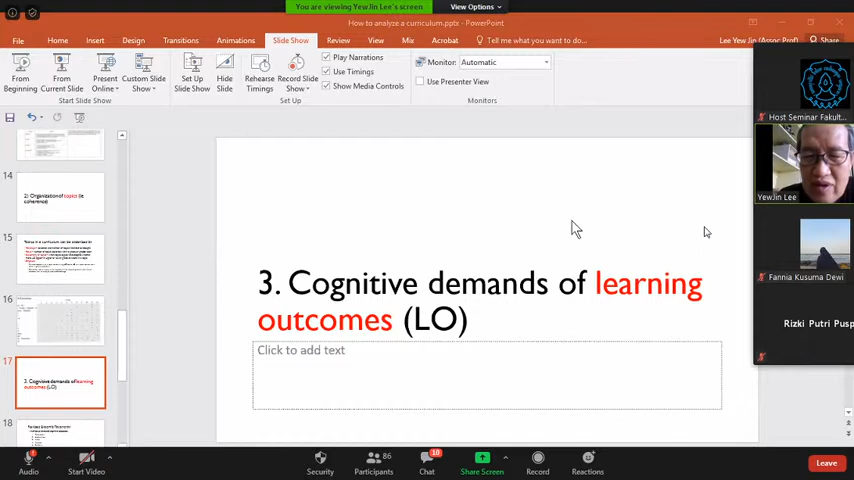 You are viewing YewJin Lee's screen
View Options
How to analyze a curriculum.pptx - PowerPoint
File Home Insert Design Transitions Animations Slide Show Review View Mix Acrobat Tell me what you want to do...
Lee Yew Jin (Assoc Prof) Share
From Beginning
From Current Slide
Present Online
Custom Slide Show
Set Up Slide Show
Hide Slide
Rehearse Timings
Record Slide Show
Play Narrations
Use Timings
Show Media Controls
Monitor: Automatic
Use Presenter View
Start Slide Show
Set Up
Monitors
14
2) Organization of topics (ie coherence)
15
16
17
3. Cognitive demands of learning outcomes (LO)
18
3. Cognitive demands of learning
outcomes (LO)
Click to add text
Host Seminar Fakult...
YewJin Lee
Fannia Kusuma Dewi
Rizki Putri Pusp
Audio
Start Video
Security
86
Participants
10
Chat
Share Screen
Record
Reactions
Leave